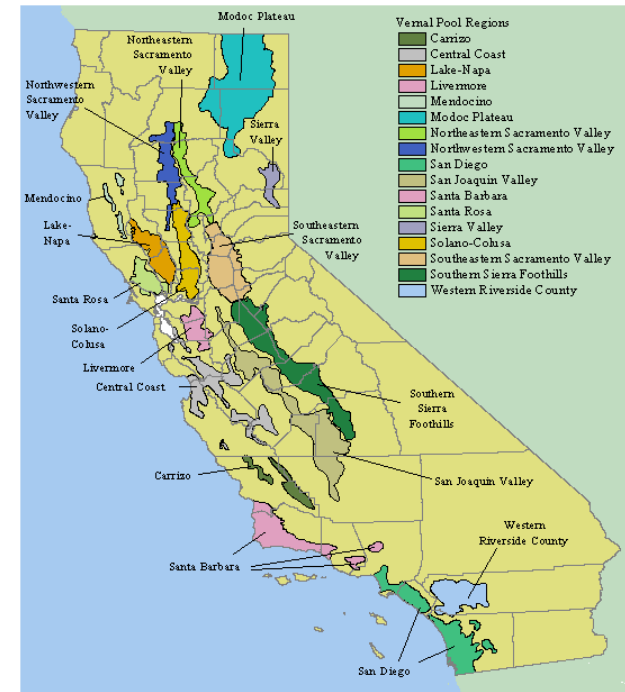 Modoc Plateau
Northeastern
Sacramento
Valley
Northwestern
Sacramento
Valley
Sierra
Valley
Mendocino
Lake-
Napa
Southeastern
Sacramento
Valley
Santa Rosa
Solano-
Colusa
Livermore
Central Coast
Southern
Sierra
Foothills
Carrizo
San Joaquin Valley
Western
Riverside County
Santa Barbara
San Diego
Vernal Pool Regions
Carrizo
Central Coast
Lake-Napa
Livermore
Mendocino
Modoc Plateau
Northeastern Sacramento Valley
Northwestern Sacramento Valley
San Diego
San Joaquin Valley
Santa Barbara
Santa Rosa
Sierra Valley
Solano-Colusa
Southeastern Sacramento Valley
Southern Sierra Foothills
Western Riverside County